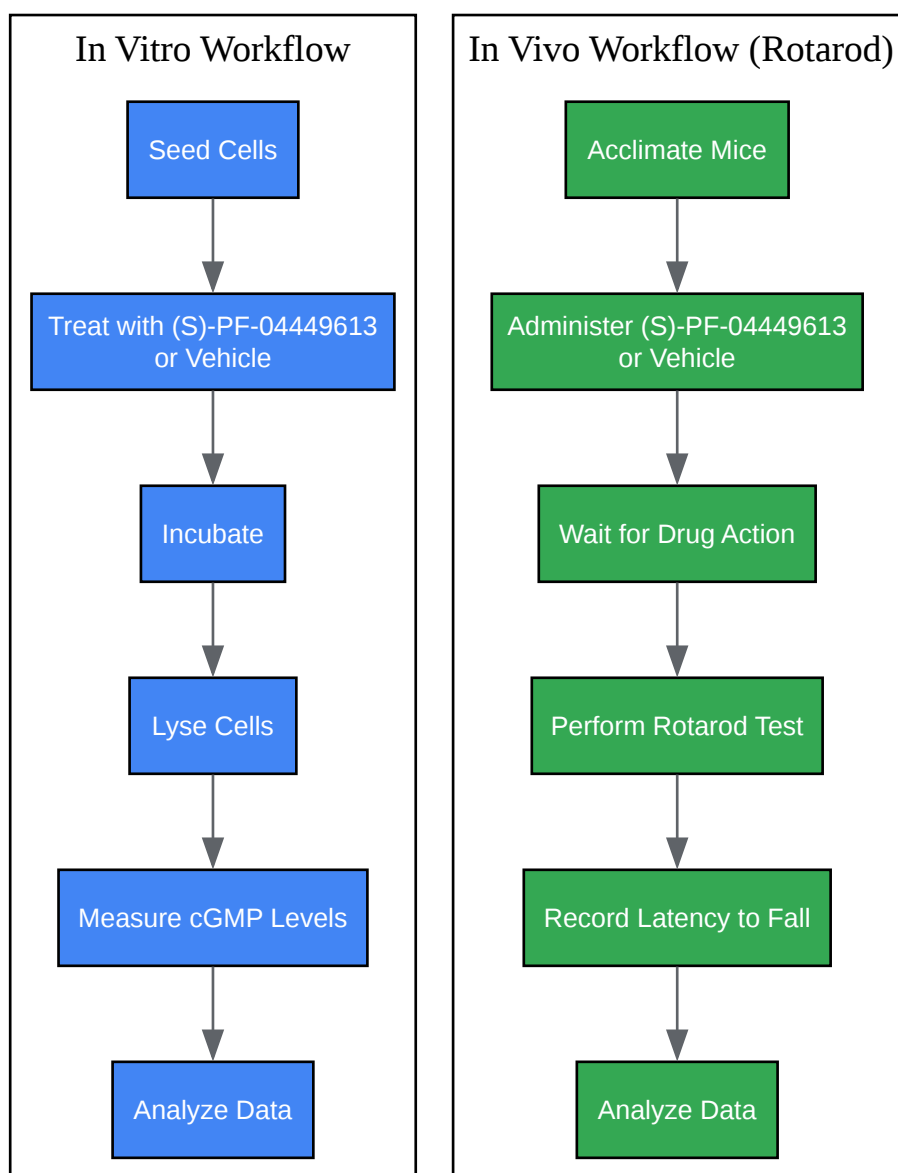 In Vitro Workflow
Seed Cells
Treat with (S)-PF-04449613
or Vehicle
Incubate
Lyse Cells
Measure cGMP Levels
Analyze Data
In Vivo Workflow (Rotarod)
Acclimate Mice
Administer (S)-PF-04449613
or Vehicle
Wait for Drug Action
Perform Rotarod Test
Record Latency to Fall
Analyze Data